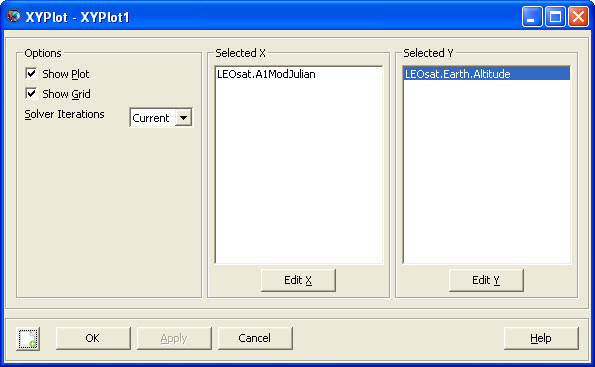 XYPlot - XYPlot1
Options
Show Plot
Show Grid
Solver Iterations
Current
Selected X
LEOsat.A1ModJulian
Edit X
Selected Y
LEOsat.Earth.Altitude
Edit Y
OK
Apply
Cancel
Help